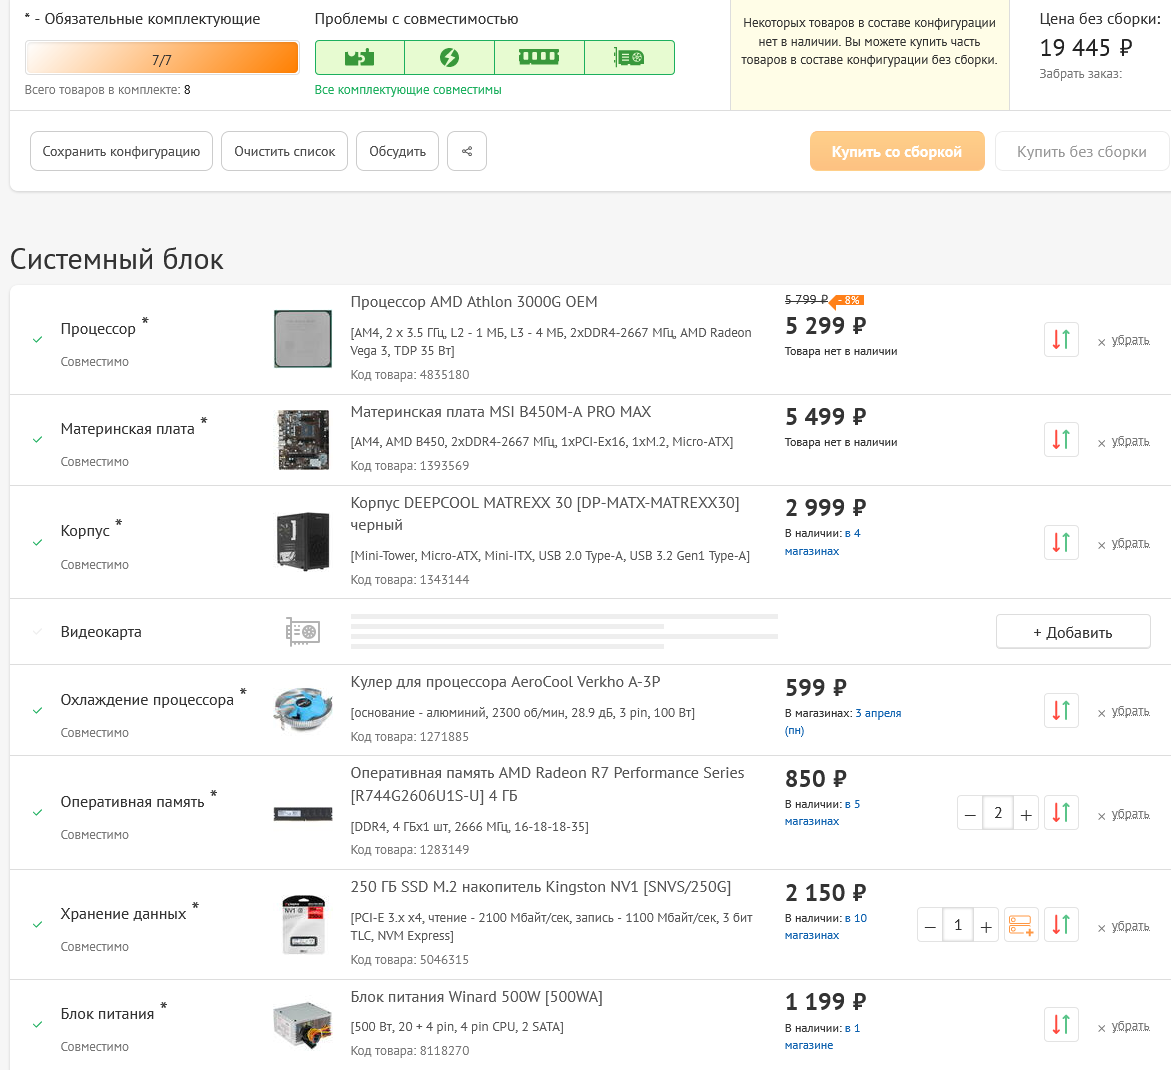 * - Обязательные комплектующие
7/7
Всего товаров в комплекте: 8
Проблемы с совместимостью
Все комплектующие совместимы
Некоторых товаров в составе конфигурации
нет в наличии. Вы можете купить часть
товаров в составе конфигурации без сборки.
Цена без сборки:
19 445 ₽
Забрать заказ:
Сохранить конфигурацию
Очистить список
Обсудить
Купить со сборкой
Купить без сборки
Системный блок
Процессор *
Совместимо
Процессор AMD Athlon 3000G OEM
[AM4, 2 x 3.5 ГГц, L2 - 1 МБ, L3 - 4 МБ, 2xDDR4-2667 МГц, AMD Radeon
Vega 3, TDP 35 Вт]
Код товара: 4835180
5 799 ₽ - 8%
5 299 ₽
Товара нет в наличии
× убрать
Материнская плата *
Совместимо
Материнская плата MSI B450M-A PRO MAX
[AM4, AMD B450, 2xDDR4-2667 МГц, 1xPCI-Ex16, 1xM.2, Micro-ATX]
Код товара: 1393569
5 499 ₽
Товара нет в наличии
× убрать
Корпус *
Совместимо
Корпус DEEPCOOL MATREXX 30 [DP-MATX-MATREXX30]
черный
[Mini-Tower, Micro-ATX, Mini-ITX, USB 2.0 Type-A, USB 3.2 Gen1 Type-A]
Код товара: 1343144
2 999 ₽
В наличии: в 4
магазинах
× убрать
Видеокарта
+ Добавить
Охлаждение процессора *
Совместимо
Кулер для процессора AeroCool Verkho A-3P
[основание - алюминий, 2300 об/мин, 28.9 дБ, 3 pin, 100 Вт]
Код товара: 1271885
599 ₽
В магазинах: 3 апреля
(пн)
× убрать
Оперативная память *
Совместимо
Оперативная память AMD Radeon R7 Performance Series
[R744G2606U1S-U] 4 ГБ
[DDR4, 4 ГБx1 шт, 2666 МГц, 16-18-18-35]
Код товара: 1283149
850 ₽
В наличии: в 5
магазинах
− 2 +
× убрать
Хранение данных *
Совместимо
250 ГБ SSD M.2 накопитель Kingston NV1 [SNVS/250G]
[PCI-E 3.x x4, чтение - 2100 Мбайт/сек, запись - 1100 Мбайт/сек, 3 бит
TLC, NVM Express]
Код товара: 5046315
2 150 ₽
В наличии: в 10
магазинах
− 1 +
× убрать
Блок питания *
Совместимо
Блок питания Winard 500W [500WA]
[500 Вт, 20 + 4 pin, 4 pin CPU, 2 SATA]
Код товара: 8118270
1 199 ₽
В наличии: в 1
магазине
× убрать